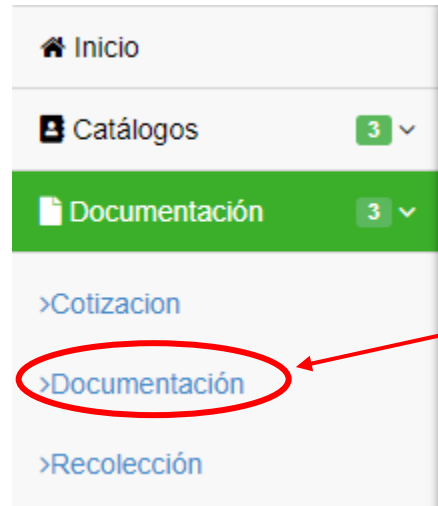 Inicio
Catálogos 3
Documentación 3
>Cotizacion
>Documentación
>Recolección